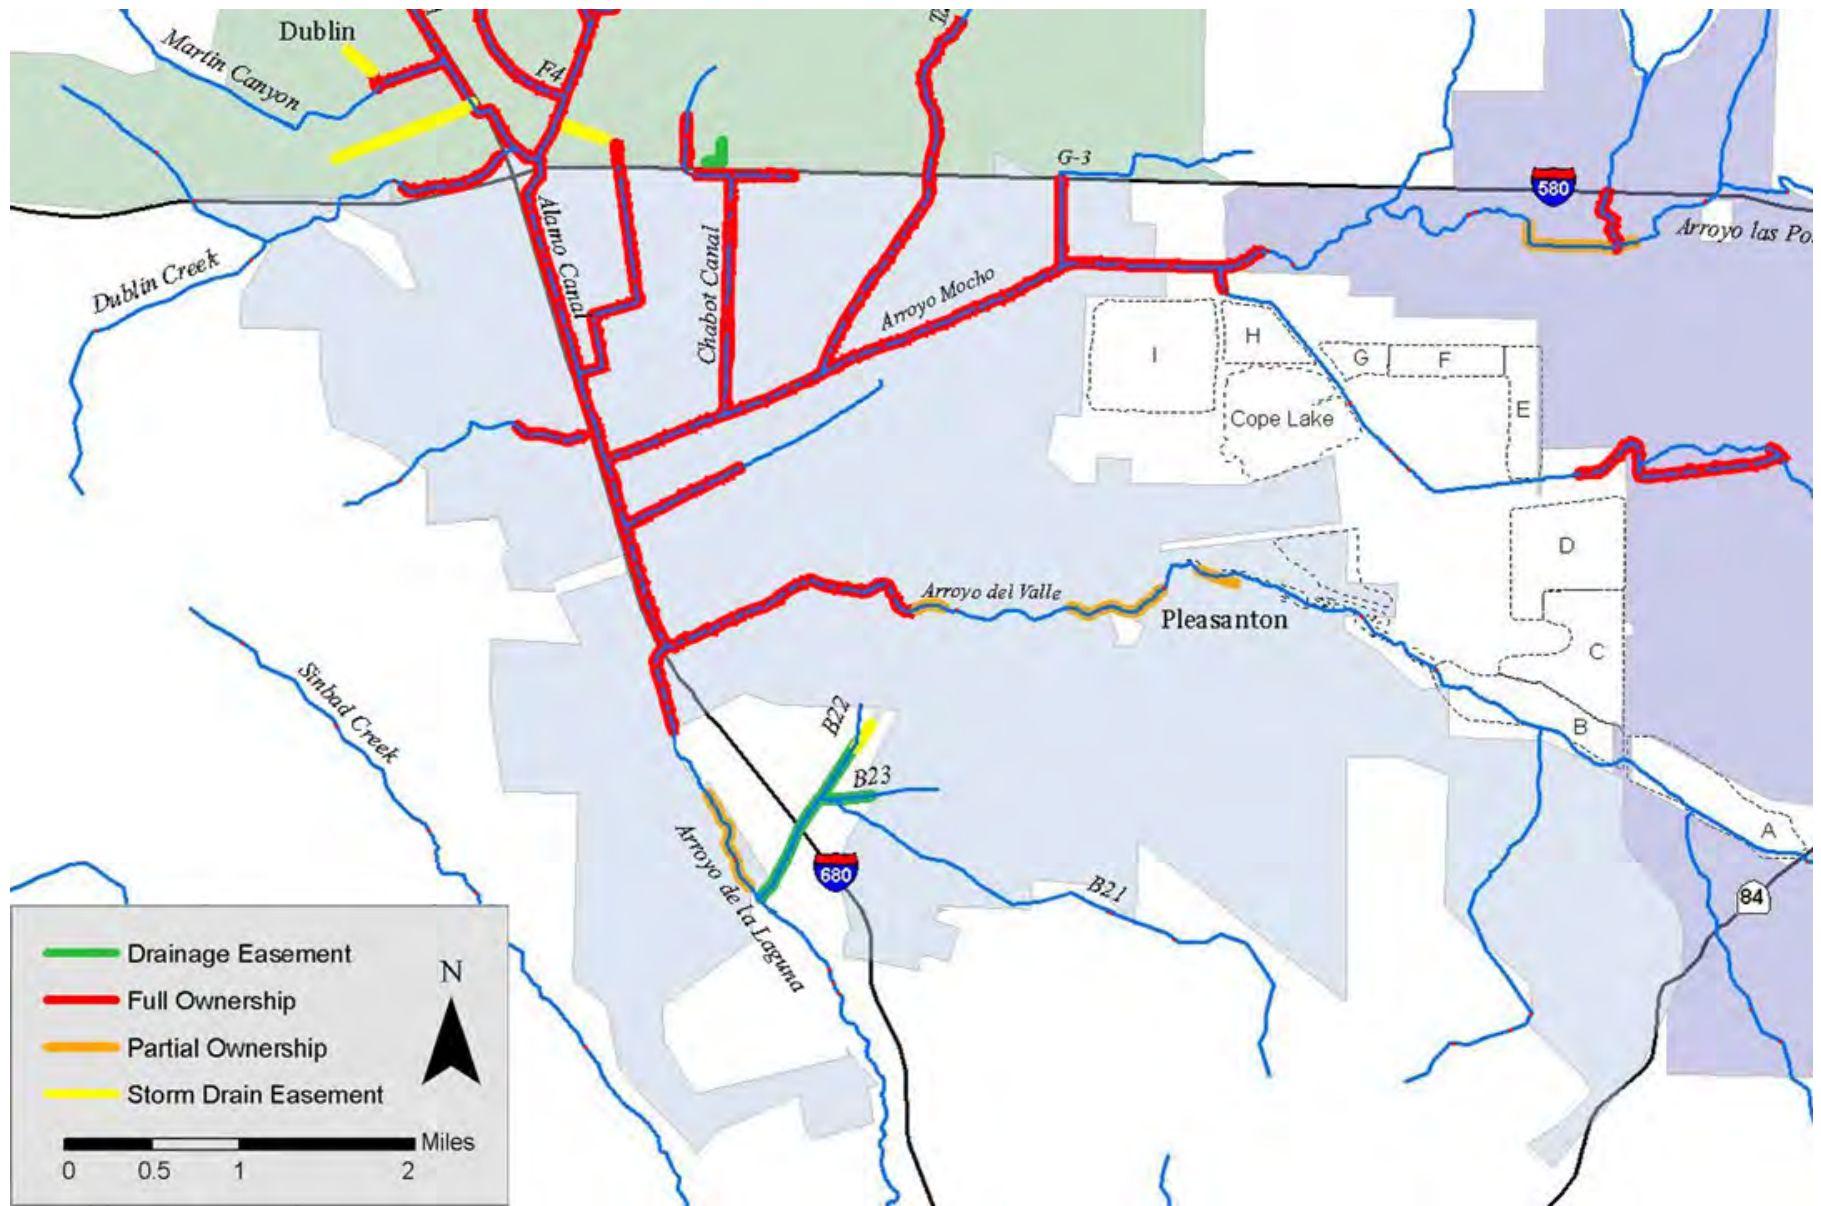 Dublin
Martin Canyon
F4
G-3
580
Arroyo las Po
Alamo Canal
Chabot Canal
Dublin Creek
Arroyo Mocho
I
H
G
F
E
Cope Lake
D
Arroyo del Valle
Pleasanton
C
Sinbad Creek
B22
B
B23
A
Arroyo de la Laguna
680
B21
84
Drainage Easement
Full Ownership
Partial Ownership
Storm Drain Easement
N
Miles
0 0.5 1 2